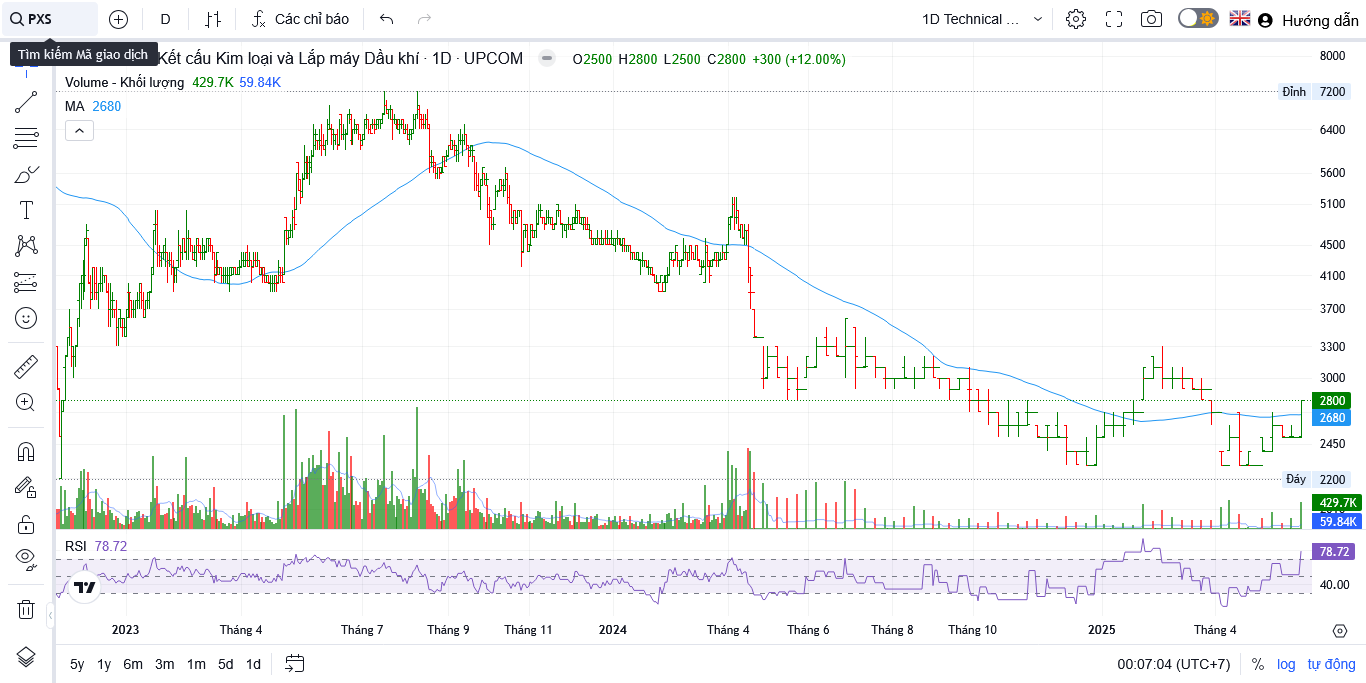 PXS
D
Các chỉ báo
1D Technical ...
Hướng dẫn
Tìm kiếm Mã giao dịch
Kết cấu Kim loại và Lắp máy Dầu khí · 1D · UPCOM
O2500 H2800 L2500 C2800 +300 (+12.00%)
Volume - Khối lượng 429.7K 59.84K
MA 2680
8000
Đỉnh 7200
6400
5600
5100
4500
4100
3700
3300
3000
2800
2680
2450
Đáy 2200
429.7K
59.84K
RSI 78.72
78.72
40.00
2023 Tháng 4 Tháng 7 Tháng 9 Tháng 11 2024 Tháng 4 Tháng 6 Tháng 8 Tháng 10 2025 Tháng 4
5y 1y 6m 3m 1m 5d 1d
00:07:04 (UTC+7) % log tự động